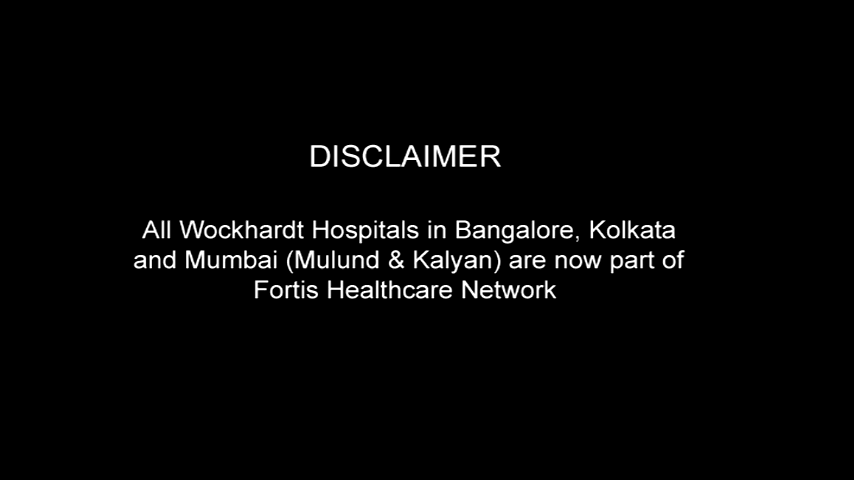 DISCLAIMER
All Wockhardt Hospitals in Bangalore, Kolkata
and Mumbai (Mulund & Kalyan) are now part of
Fortis Healthcare Network